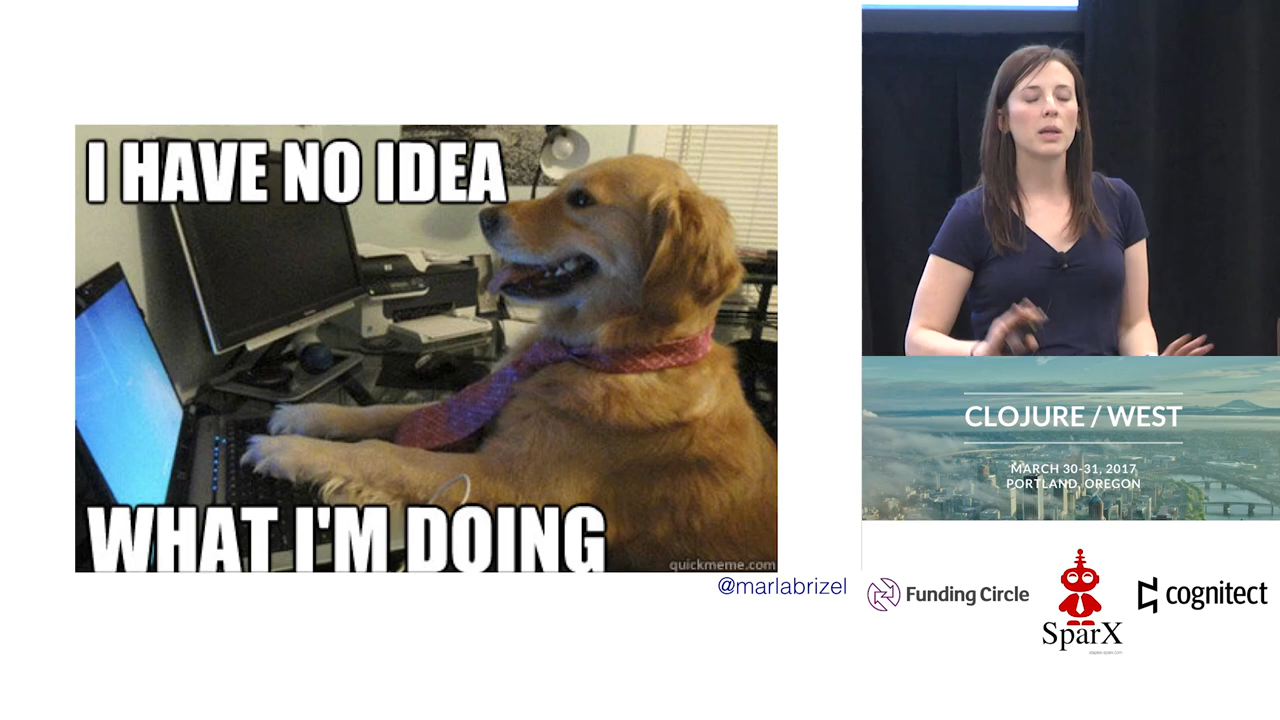 I HAVE NO IDEA
WHAT I'M DOING
quickmeme.com
@marlabrizel
CLOJURE / WEST
MARCH 30-31, 2017
PORTLAND, OREGON
Funding Circle
SparX
cognitect